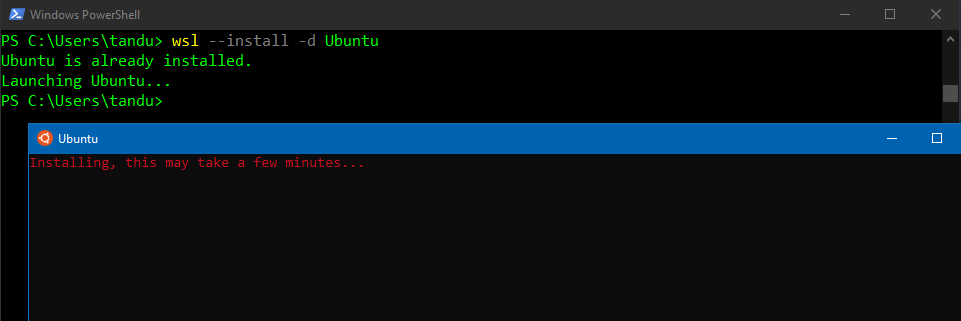 Windows PowerShell
PS C:\Users\tandu> wsl --install -d Ubuntu
Ubuntu is already installed.
Launching Ubuntu...
PS C:\Users\tandu>
Ubuntu
Installing, this may take a few minutes...